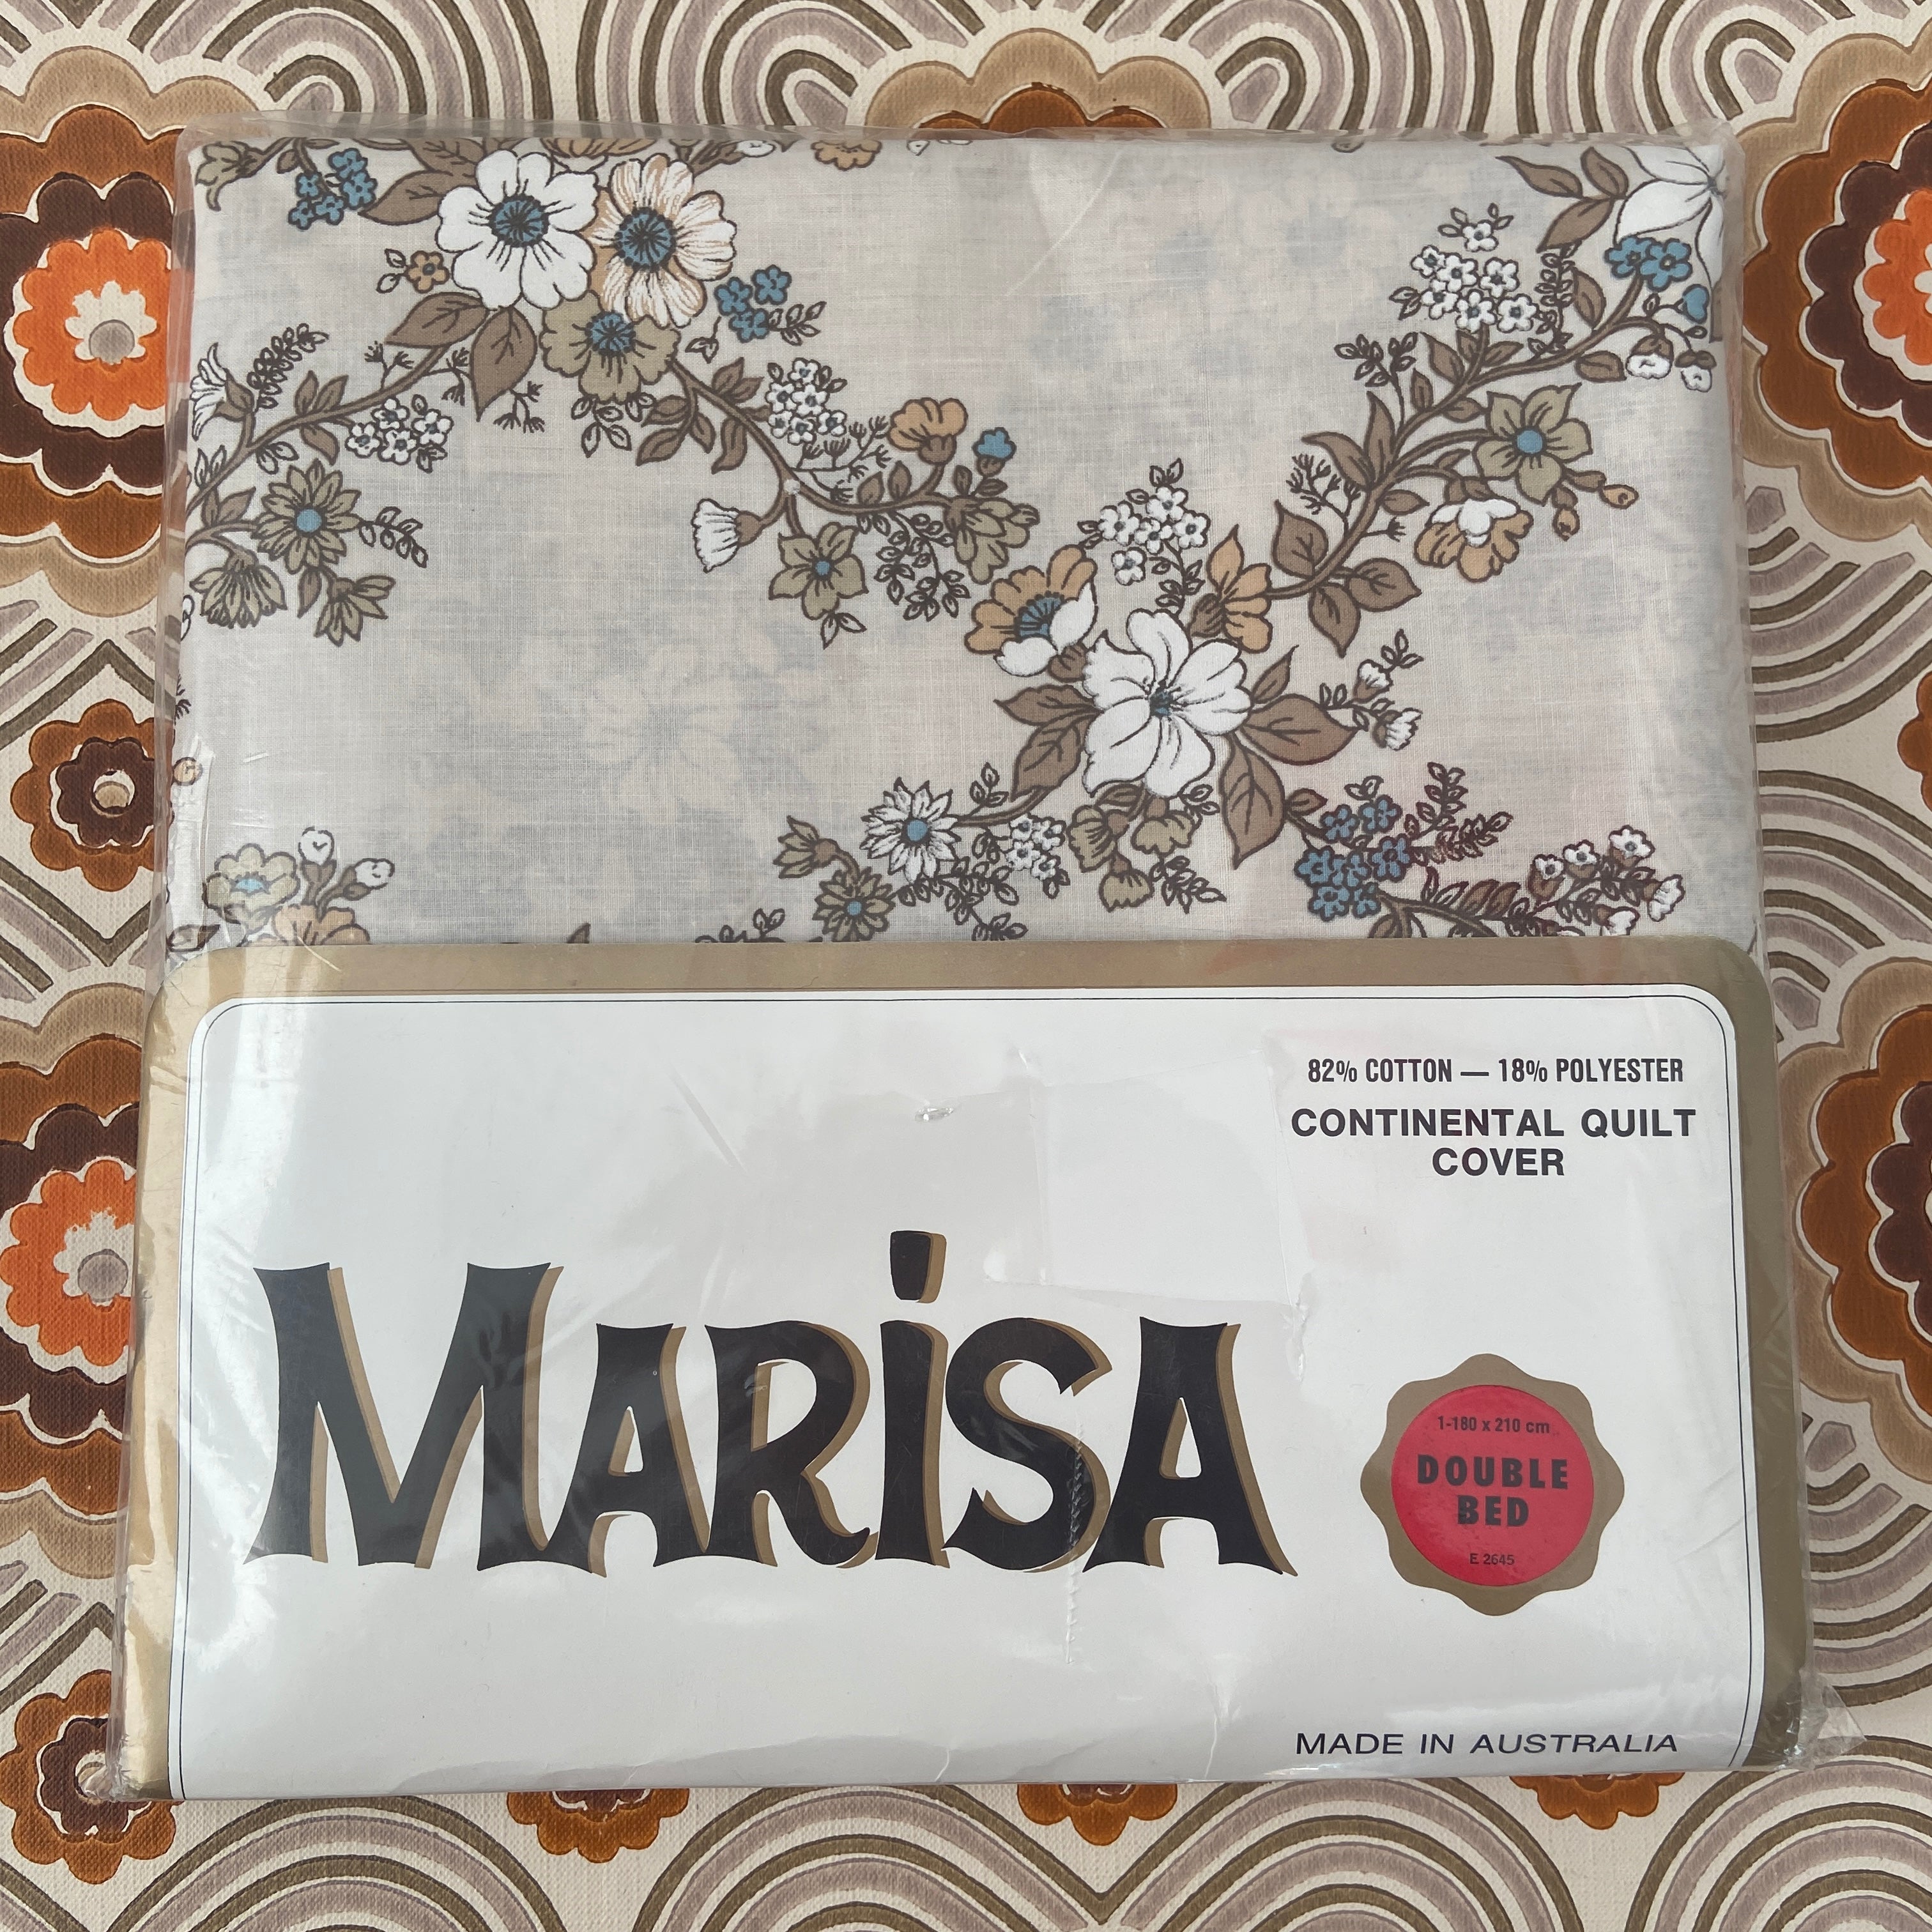 82% COTTON — 18% POLYESTER
CONTINENTAL QUILT
COVER
MARiSA
1-180 x 210 cm
DOUBLE
BED
E 2645
MADE IN AUSTRALIA